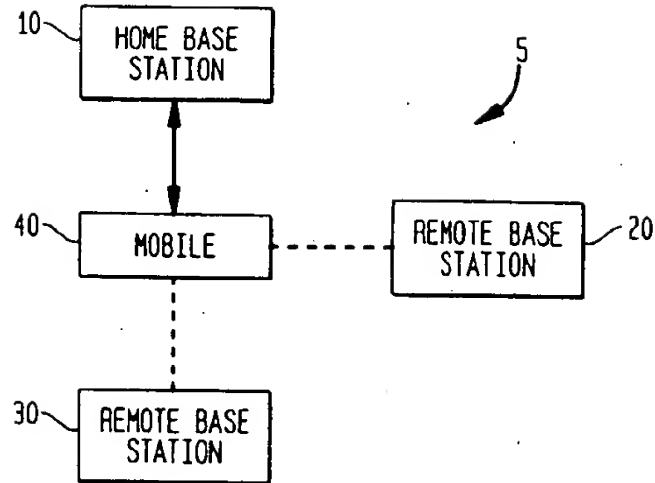 10
HOME BASE
STATION
5
40
MOBILE
REMOTE BASE
STATION
20
30
REMOTE BASE
STATION